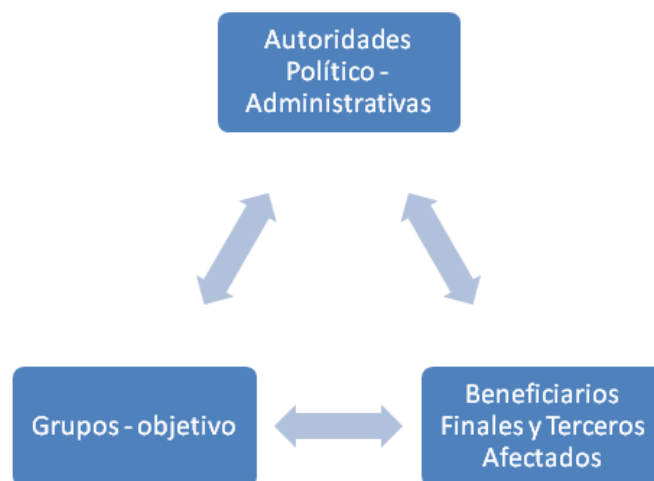 Autoridades
Político -
Administrativas
Grupos - objetivo
Beneficiarios
Finales y Terceros
Afectados